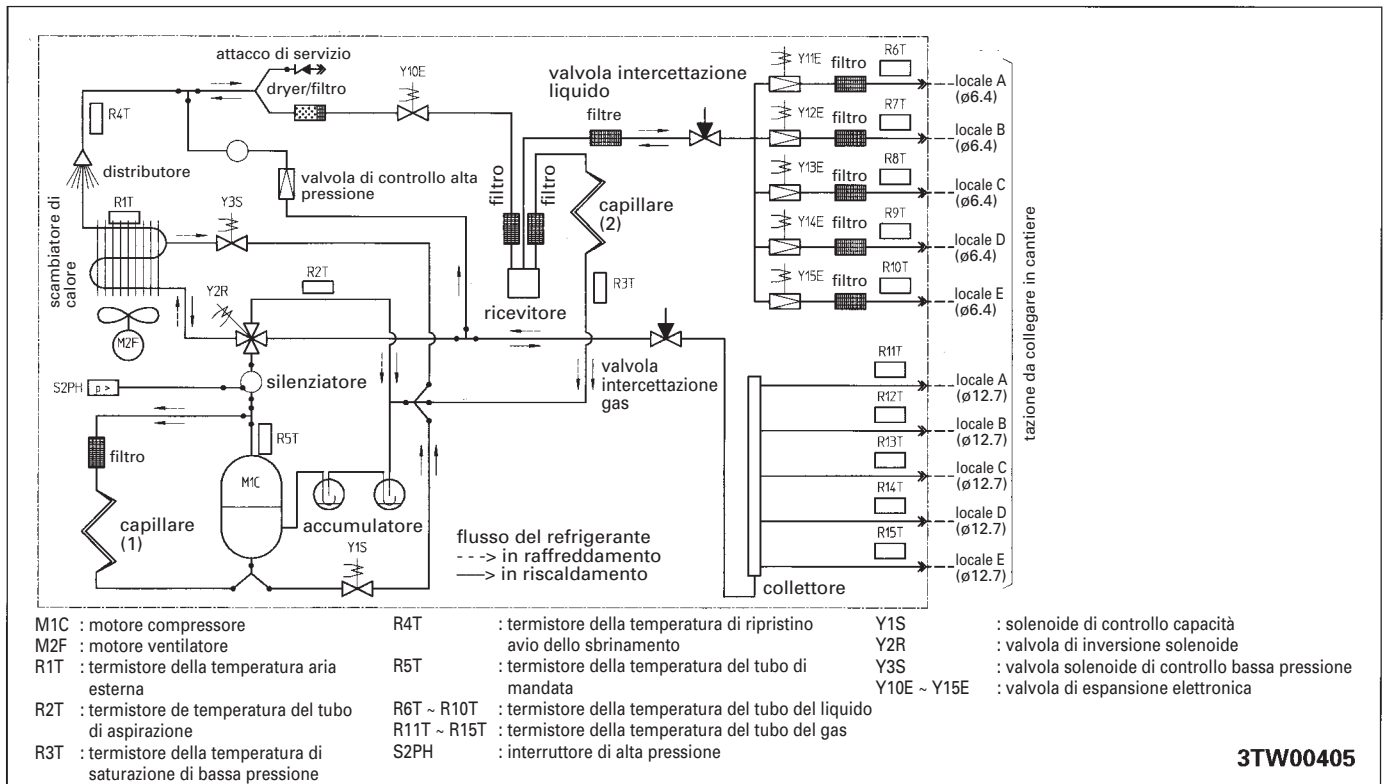 attacco di servizio
dryer/filtro
Y10E
R4T
distributore
valvola di controllo alta
pressione
scambiatore di
calore
R1T
Y3S
Y2R
R2T
M2F
S2PH
p >
silenziatore
filtro
R5T
M1C
capillare
(1)
accumulatore
Y1S
filtro
filtro
ricevitore
capillare
(2)
R3T
valvola intercettazione
liquido
filtre
valvola
intercettazione
gas
flusso del refrigerante
- - -> in raffreddamento
——> in riscaldamento
Y11E filtro R6T locale A
(ø6.4)
Y12E filtro R7T locale B
(ø6.4)
Y13E filtro R8T locale C
(ø6.4)
Y14E filtro R9T locale D
(ø6.4)
Y15E filtro R10T locale E
(ø6.4)
R11T locale A
(ø12.7)
R12T locale B
(ø12.7)
R13T locale C
(ø12.7)
R14T locale D
(ø12.7)
R15T locale E
(ø12.7)
collettore
tazione da collegare in cantiere
M1C : motore compressore
M2F : motore ventilatore
R1T : termistore della temperatura aria
esterna
R2T : termistore de temperatura del tubo
di aspirazione
R3T : termistore della temperatura di
saturazione di bassa pressione
R4T : termistore della temperatura di ripristino
avio dello sbrinamento
R5T : termistore della temperatura del tubo di
mandata
R6T ~ R10T : termistore della temperatura del tubo del liquido
R11T ~ R15T : termistore della temperatura del tubo del gas
S2PH : interruttore di alta pressione
Y1S : solenoide di controllo capacità
Y2R : valvola di inversione solenoide
Y3S : valvola solenoide di controllo bassa pressione
Y10E ~ Y15E : valvola di espansione elettronica
3TW00405